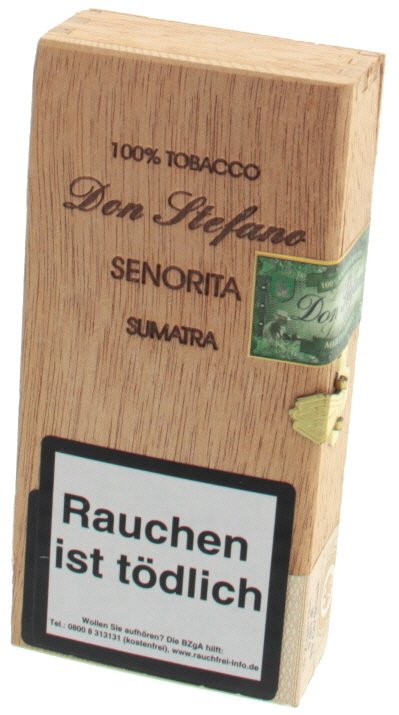 100% TOBACCO
Don Stefano
SENORITA
SUMATRA
Don
Rauchen
ist tödlich
Wollen Sie aufhören? Die BZgA hilft:
Tel.: 0800 8 313131 (kostenfrei), www.rauchfrei-info.de